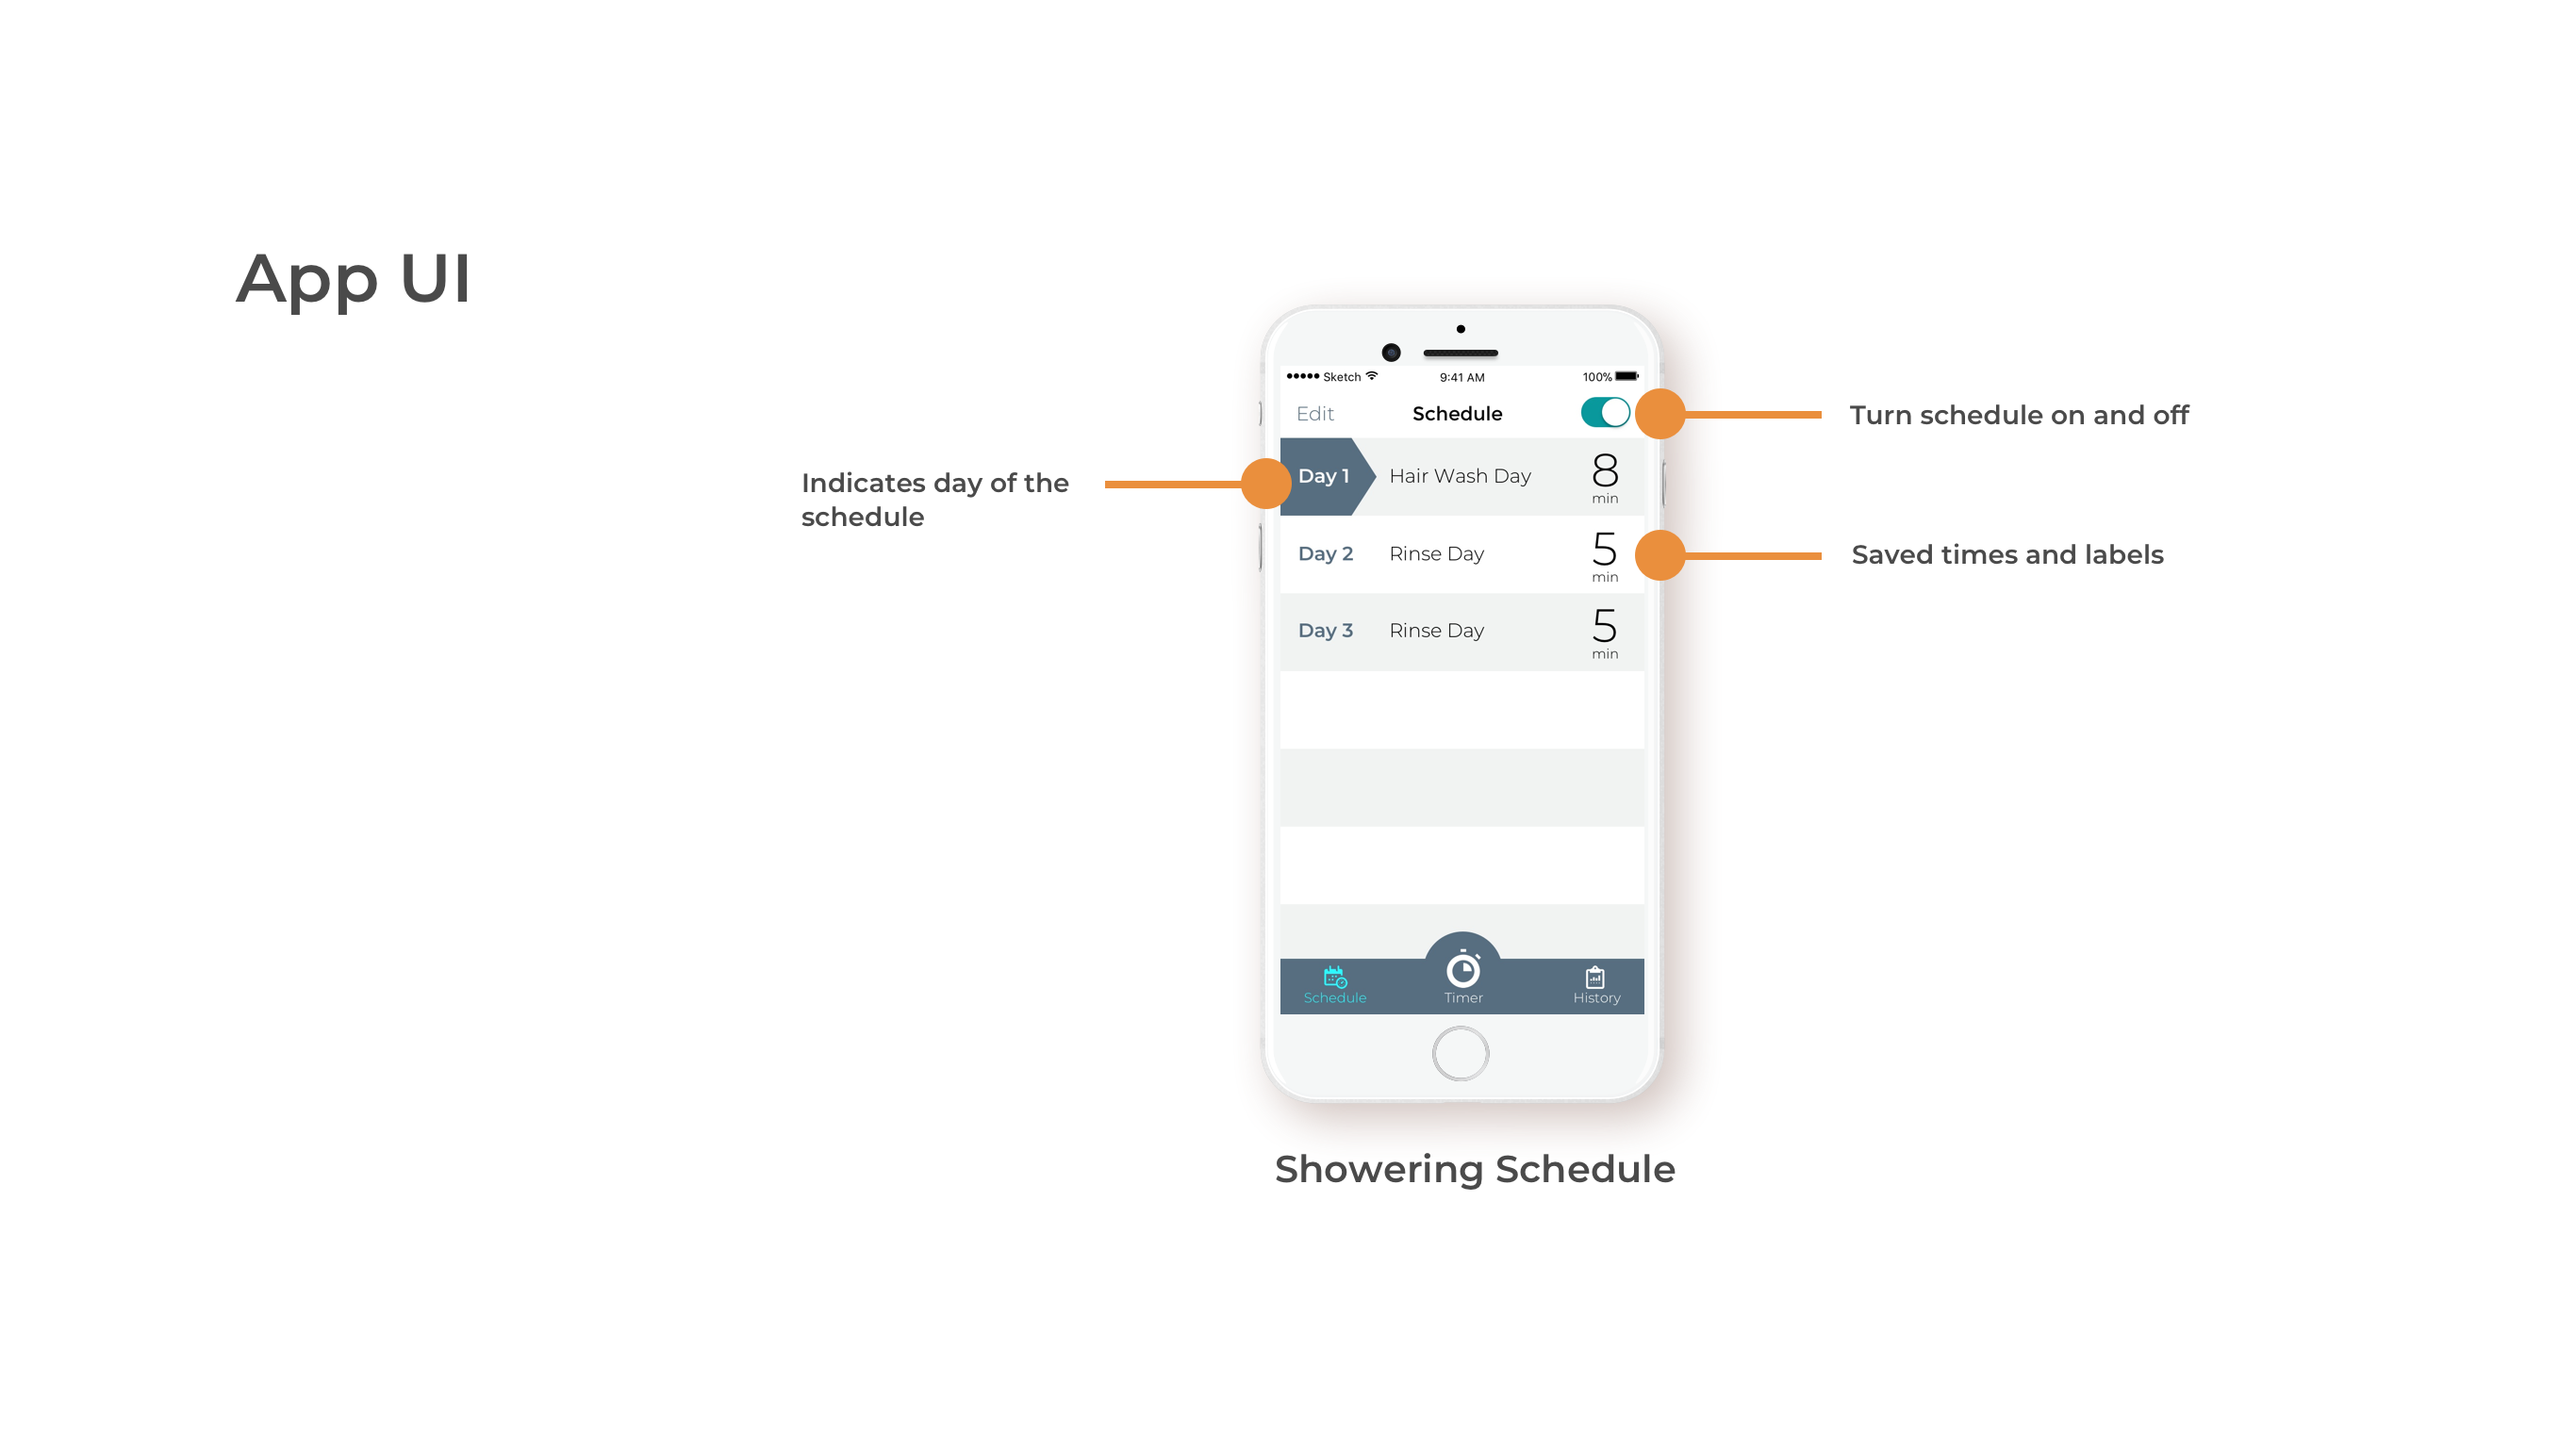 App UI
Sketch 9:41 AM 100%
Edit Schedule
Turn schedule on and off
Indicates day of the
schedule
Day 1 Hair Wash Day 8
min
Day 2 Rinse Day 5
min
Saved times and labels
Day 3 Rinse Day 5
min
Schedule Timer History
Showering Schedule